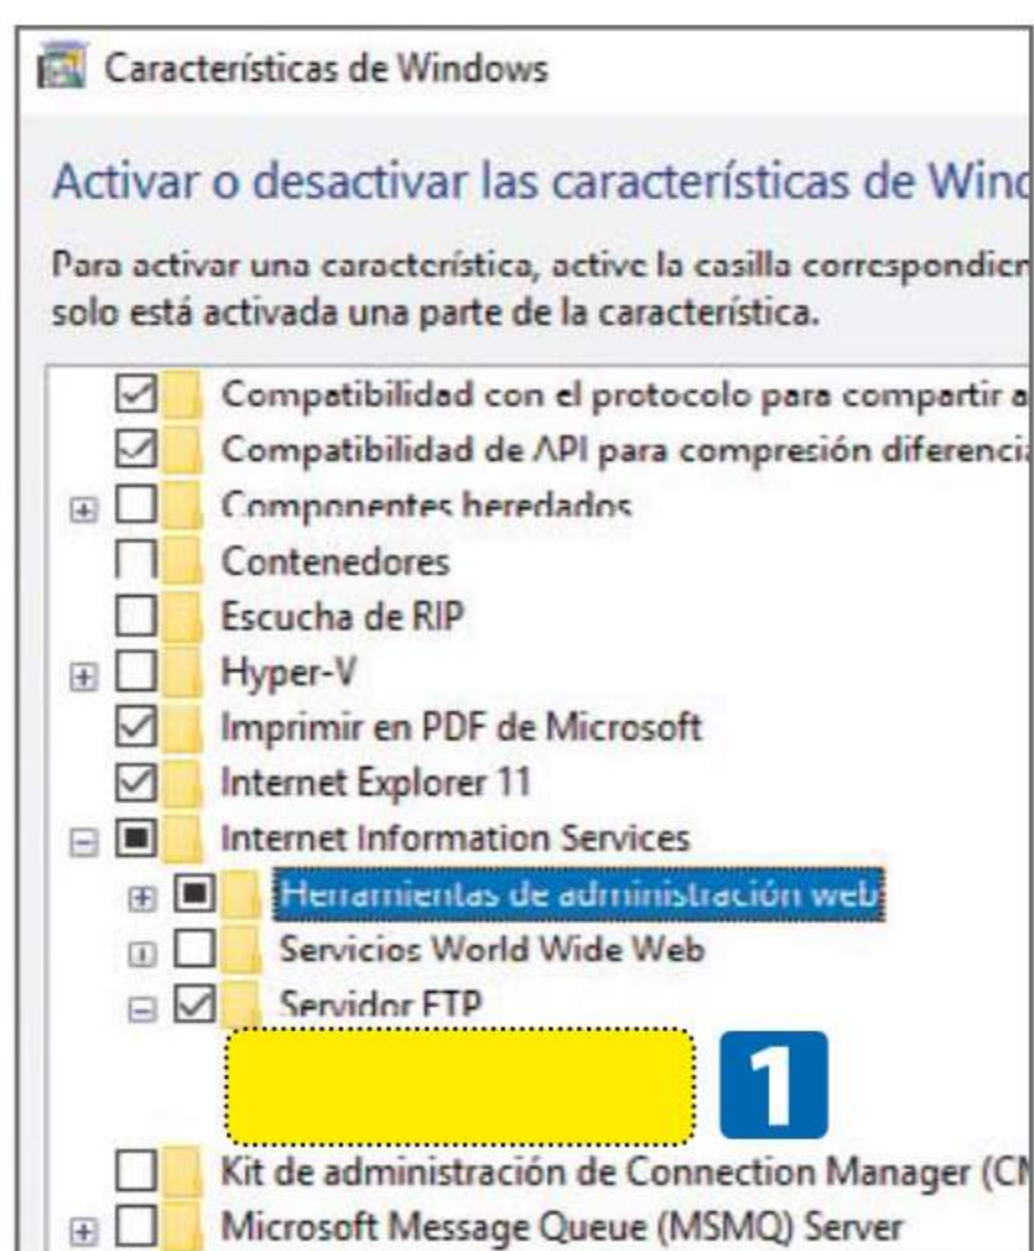 Características de Windows
Activar o desactivar las características de Wind
Para activar una característica, active la casilla correspondien
solo está activada una parte de la característica.
Compatibilidad con el protocolo para compartir a
Compatibilidad de API para compresión diferencia
Componentes heredados
Contenedores
Escucha de RIP
Hyper-V
Imprimir en PDF de Microsoft
Internet Explorer 11
Internet Information Services
Herramientas de administración web
Servicios World Wide Web
Servidor FTP
1
Kit de administración de Connection Manager (CM
Microsoft Message Queue (MSMQ) Server